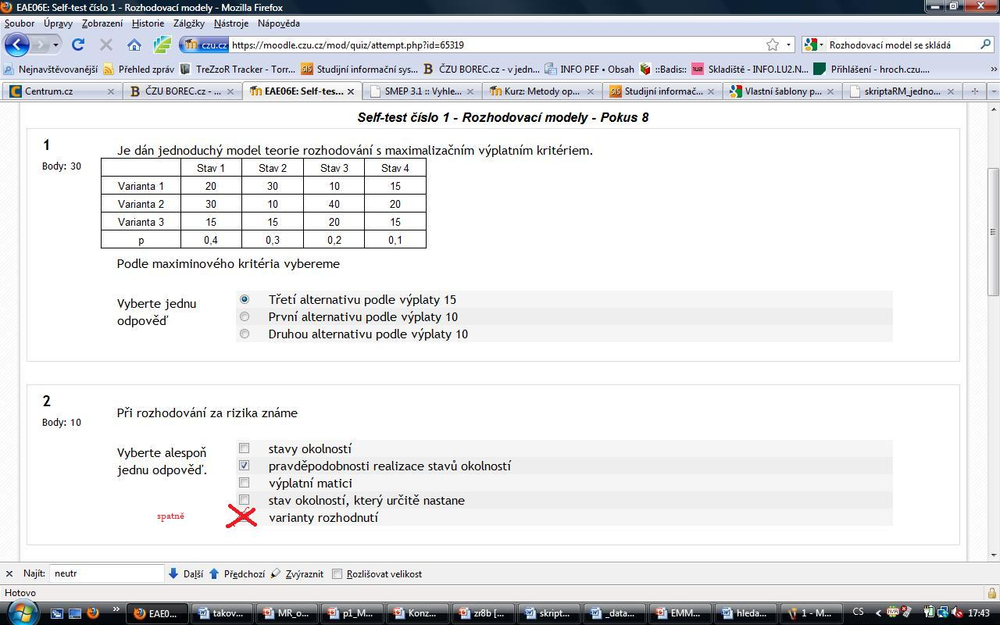 EAE06E: Self-test číslo 1 - Rozhodovací modely - Mozilla Firefox
Soubor Úpravy Zobrazení Historie Záložky Nástroje Nápověda
czu.cz https://moodle.czu.cz/mod/quiz/attempt.php?id=65319 Rozhodovací model se skládá
Nejnavštěvovanější Přehled zpráv TreZzoR Tracker - Torr... Studijní informační sys... ČZU BOREC.cz - v jedn... INFO PEF • Obsah ::Badis:: Skladiště - INFO.LU2.N... Přihlášení - hroch.czu....
Centrum.cz ČZU BOREC.cz - ... EAE06E: Self-tes... SMEP 3.1 :: Vyhle... Kurz: Metody op... Studijní informač... Vlastní šablony p... skriptaRM_jedno...
Self-test číslo 1 - Rozhodovací modely - Pokus 8
1
Body: 30
Je dán jednoduchý model teorie rozhodování s maximalizačním výplatním kritériem.
Stav 1 Stav 2 Stav 3 Stav 4
Varianta 1 20 30 10 15
Varianta 2 30 10 40 20
Varianta 3 15 15 20 15
p 0,4 0,3 0,2 0,1
Podle maximinového kritéria vybereme
Vyberte jednu
odpověď
Třetí alternativu podle výplaty 15
První alternativu podle výplaty 10
Druhou alternativu podle výplaty 10
2
Body: 10
Při rozhodování za rizika známe
Vyberte alespoň
jednu odpověď.
stavy okolností
pravděpodobnosti realizace stavů okolností
výplatní matici
stav okolností, který určitě nastane
spatně
varianty rozhodnutí
Najít: neutr Další Předchozí Zvýraznit Rozlišovat velikost
Hotovo
EAE0... takov... MR_o... p1_M... Konz... zr8b [... skript... _data... EMM... hleda... 1 - M... CS 17:43